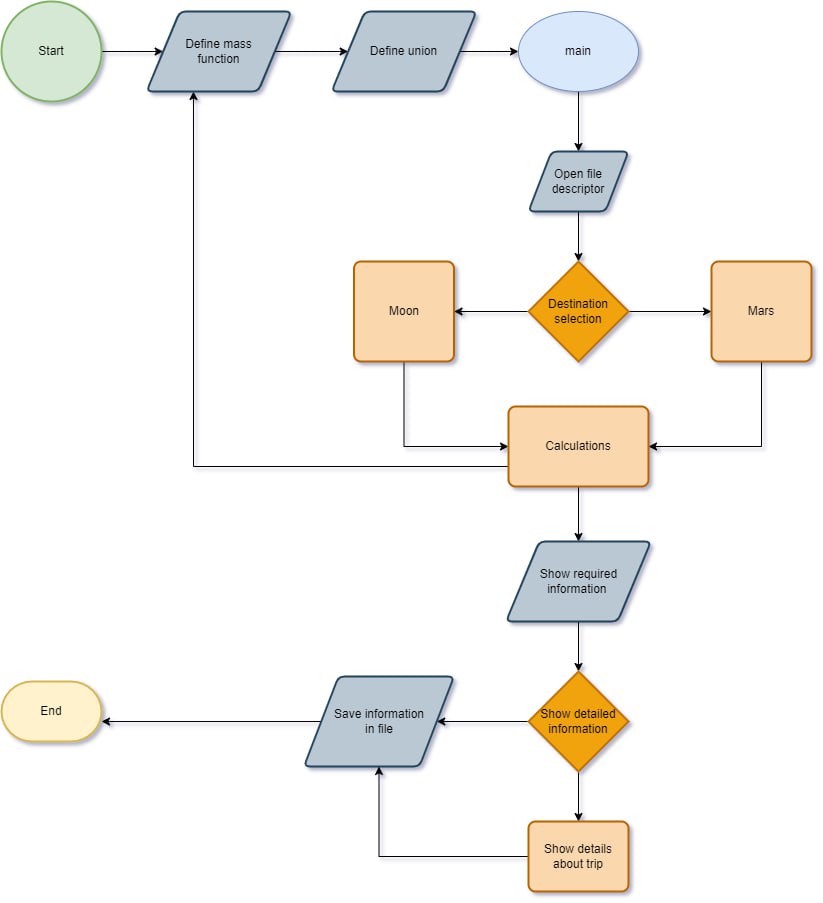 Start
Define mass
function
Define union
main
Open file
descriptor
Moon
Destination
selection
Mars
Calculations
Show required
information
End
Save information
in file
Show detailed
information
Show details
about trip